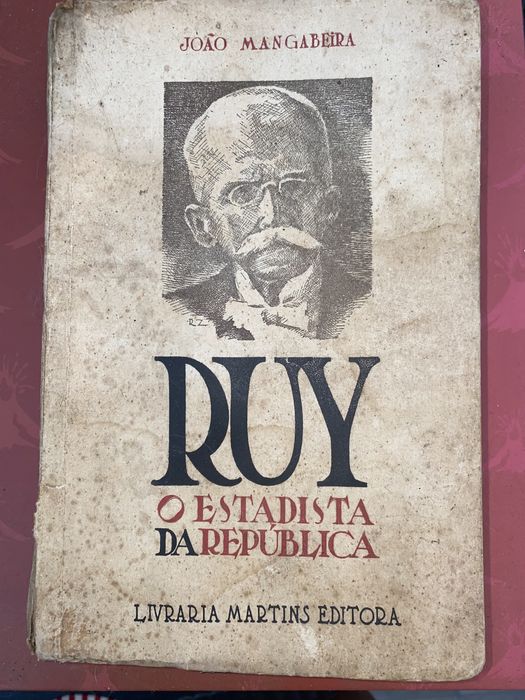 JOÃO MANGABEIRA
R.Z.
RUY
O ESTADISTA
DA REPÚBLICA
LIVRARIA MARTINS EDITORA